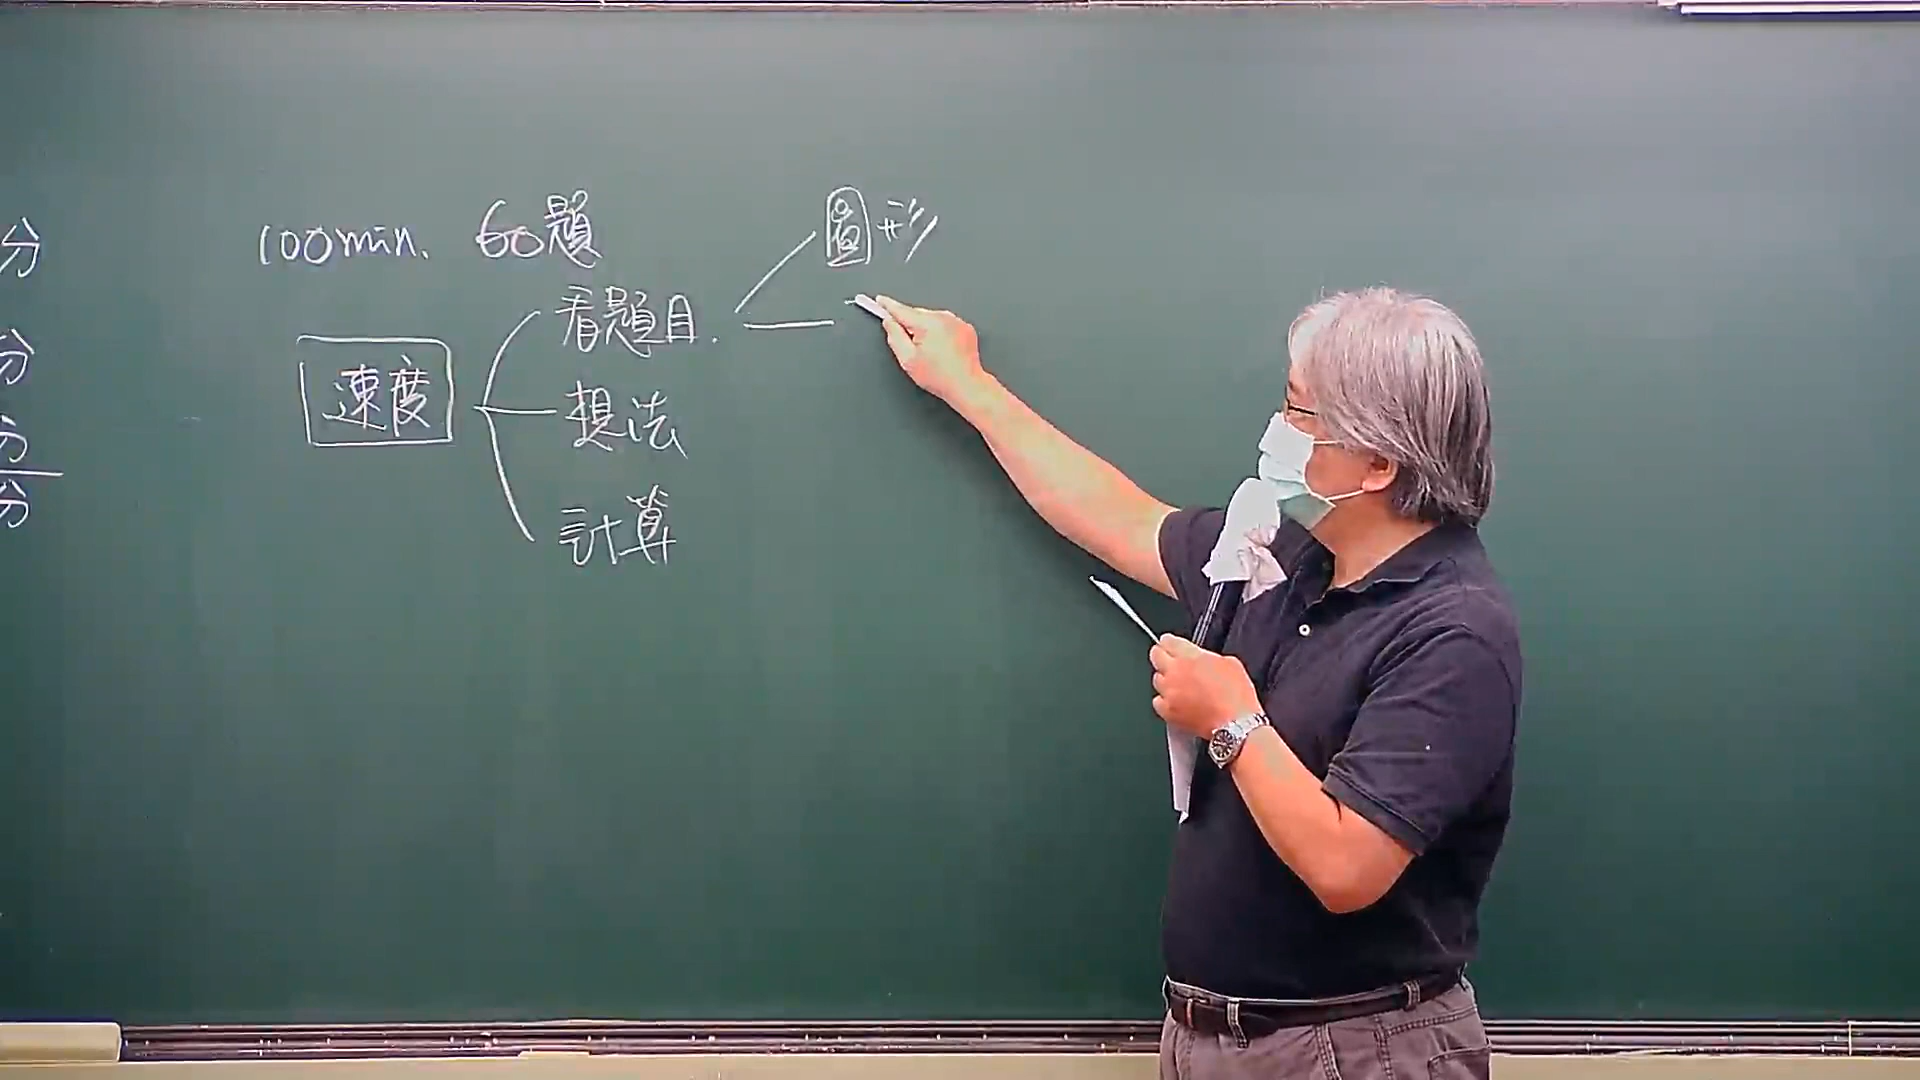 分
分
分
分
100min. 60題
速度
看題目.
想法
計算
圖形